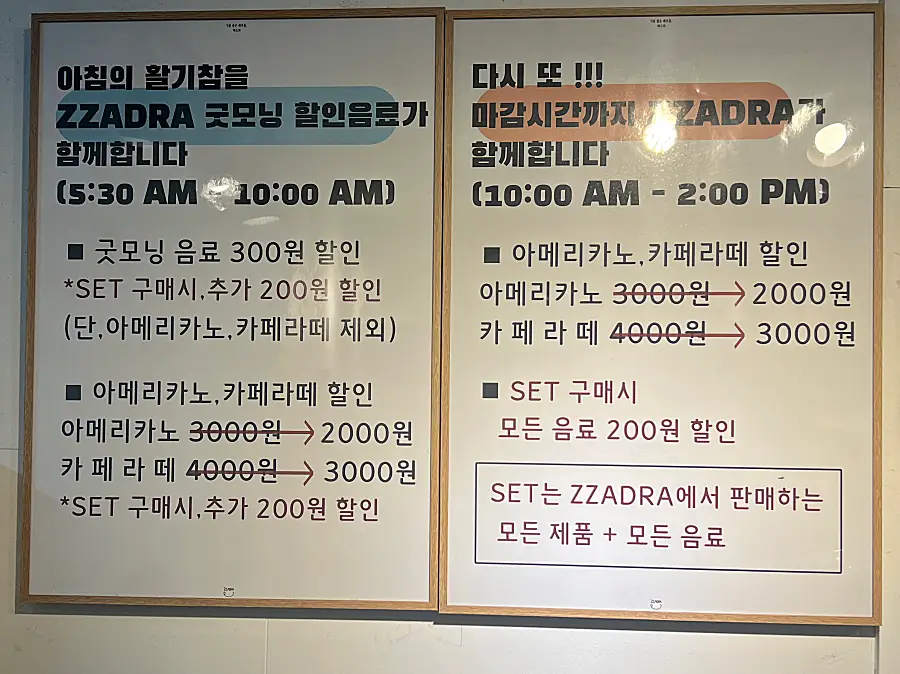 아침의 활기참을
ZZADRA 굿모닝 할인음료가
함께합니다
(5:30 AM - 10:00 AM)
■ 굿모닝 음료 300원 할인
*SET 구매시,추가 200원 할인
(단,아메리카노,카페라떼 제외)
■ 아메리카노,카페라떼 할인
아메리카노 3000원→2000원
카 페 라 떼 4000원→3000원
*SET 구매시,추가 200원 할인
다시 또 !!!
마감시간까지 ZZADRA가
함께합니다
(10:00 AM - 2:00 PM)
■ 아메리카노,카페라떼 할인
아메리카노 3000원→2000원
카 페 라 떼 4000원→3000원
■ SET 구매시
모든 음료 200원 할인
SET는 ZZADRA에서 판매하는
모든 제품 + 모든 음료